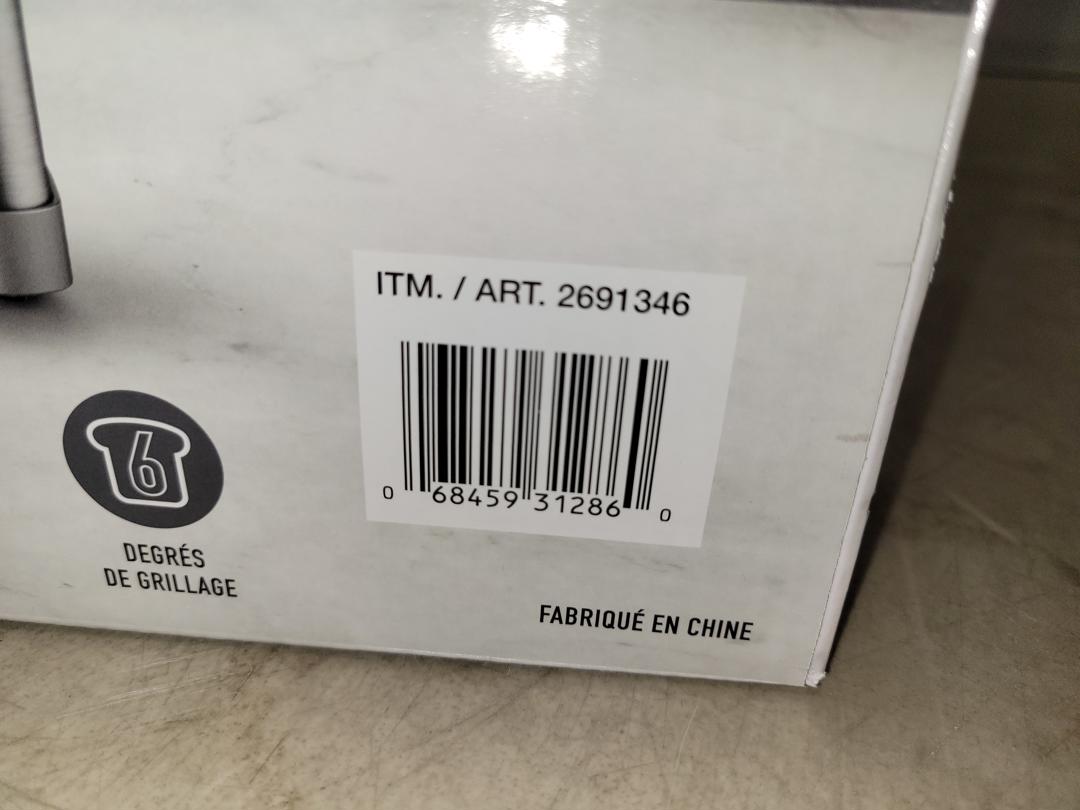 ITM. / ART. 2691346
0 68459 31286 0
6
DEGRÉS
DE GRILLAGE
FABRIQUÉ EN CHINE